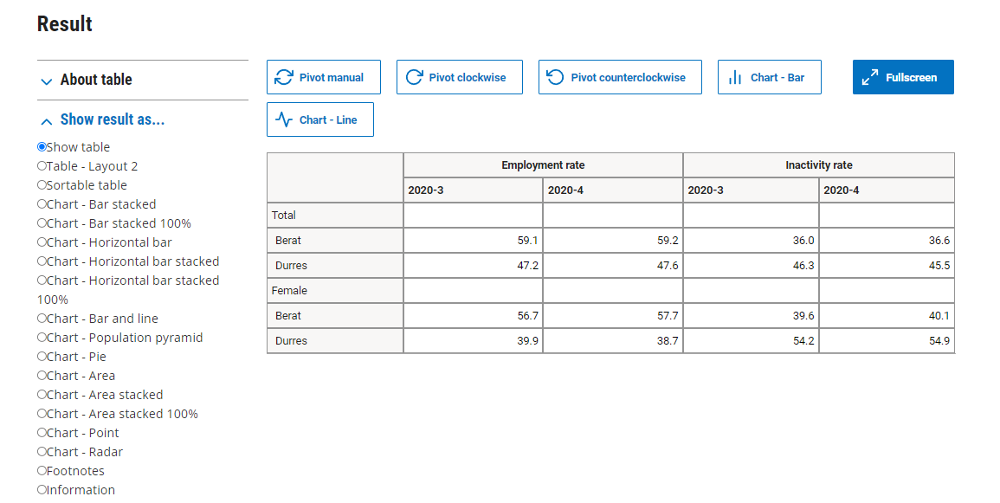 Result
About table
Show result as...
Show table
Table - Layout 2
Sortable table
Chart - Bar stacked
Chart - Bar stacked 100%
Chart - Horizontal bar
Chart - Horizontal bar stacked
Chart - Horizontal bar stacked
100%
Chart - Bar and line
Chart - Population pyramid
Chart - Pie
Chart - Area
Chart - Area stacked
Chart - Area stacked 100%
Chart - Point
Chart - Radar
Footnotes
Information
Pivot manual Pivot clockwise Pivot counterclockwise Chart - Bar Fullscreen
Chart - Line
Employment rate Inactivity rate
2020-3 2020-4 2020-3 2020-4
Total
Berat 59.1 59.2 36.0 36.6
Durres 47.2 47.6 46.3 45.5
Female
Berat 56.7 57.7 39.6 40.1
Durres 39.9 38.7 54.2 54.9